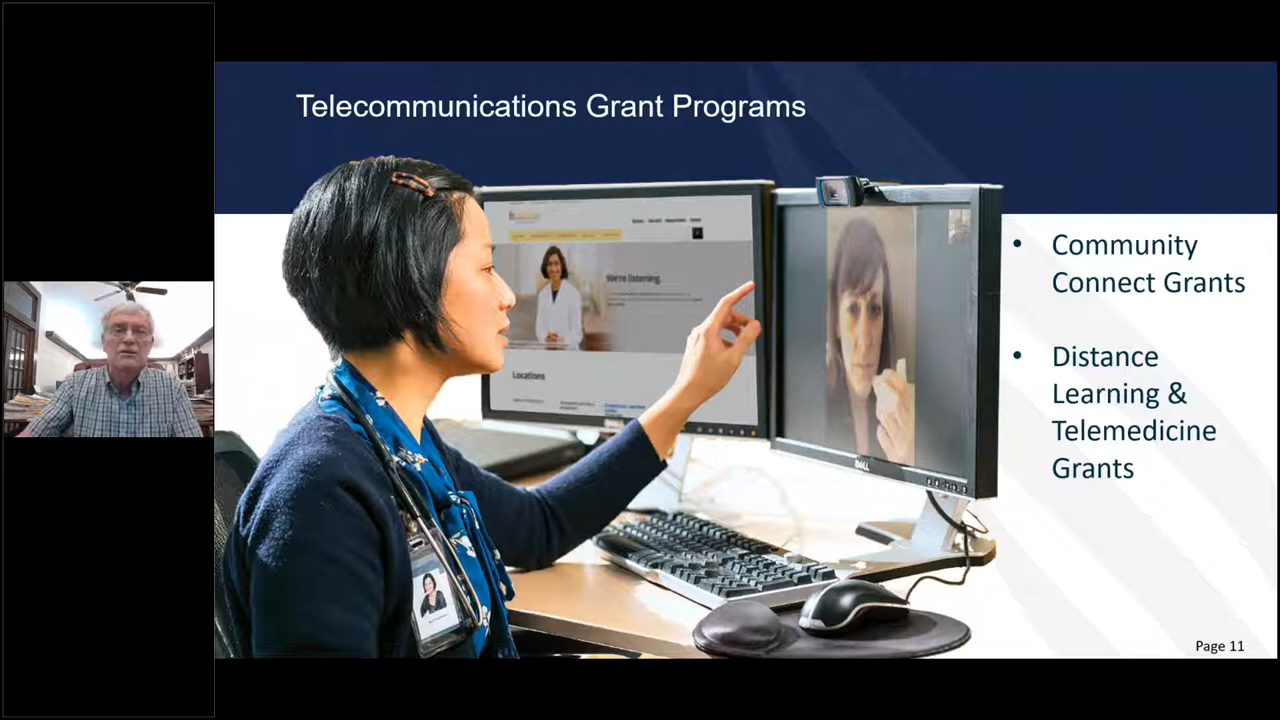 Telecommunications Grant Programs
We're listening.
Locations
DELL
• Community
Connect Grants
• Distance
Learning &
Telemedicine
Grants
Page 11